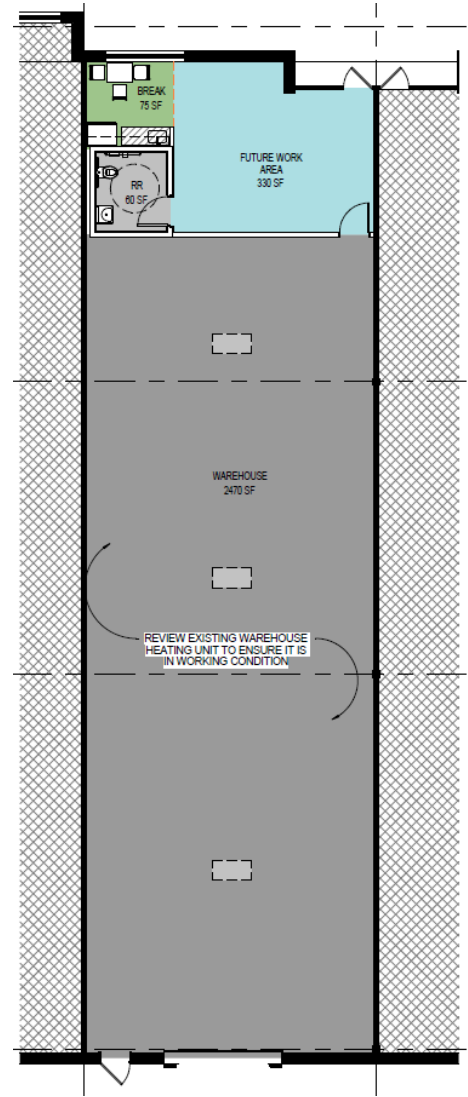 BREAK
75 SF
FUTURE WORK
AREA
330 SF
RR
60 SF
WAREHOUSE
2470 SF
REVIEW EXISTING WAREHOUSE
HEATING UNIT TO ENSURE IT IS
IN WORKING CONDITION